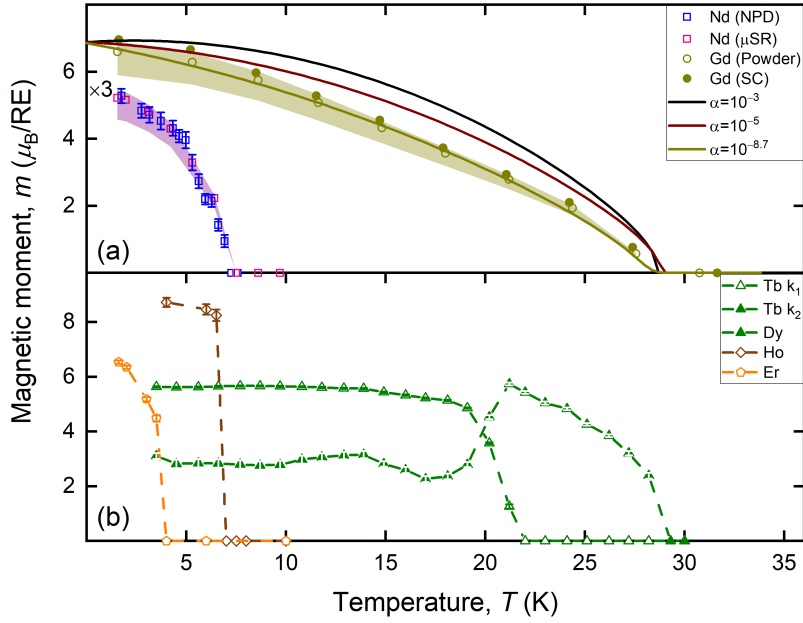 Magnetic moment, m (μB/RE)
6
4
2
×3
(a)
Nd (NPD)
Nd (μSR)
Gd (Powder)
Gd (SC)
α=10⁻³
α=10⁻⁵
α=10⁻⁸·⁷
8
6
4
2
(b)
Tb k₁
Tb k₂
Dy
Ho
Er
5 10 15 20 25 30 35
Temperature, T (K)